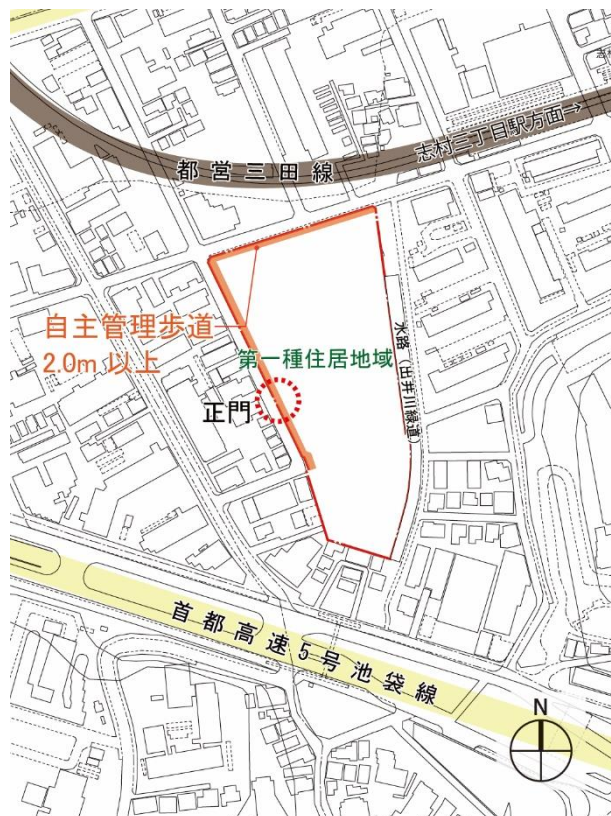 都営三田線
志村三丁目駅方面→
自主管理歩道
2.0m 以上
第一種住居地域
水路（出井川緑道）
正門
首都高速5号池袋線
N